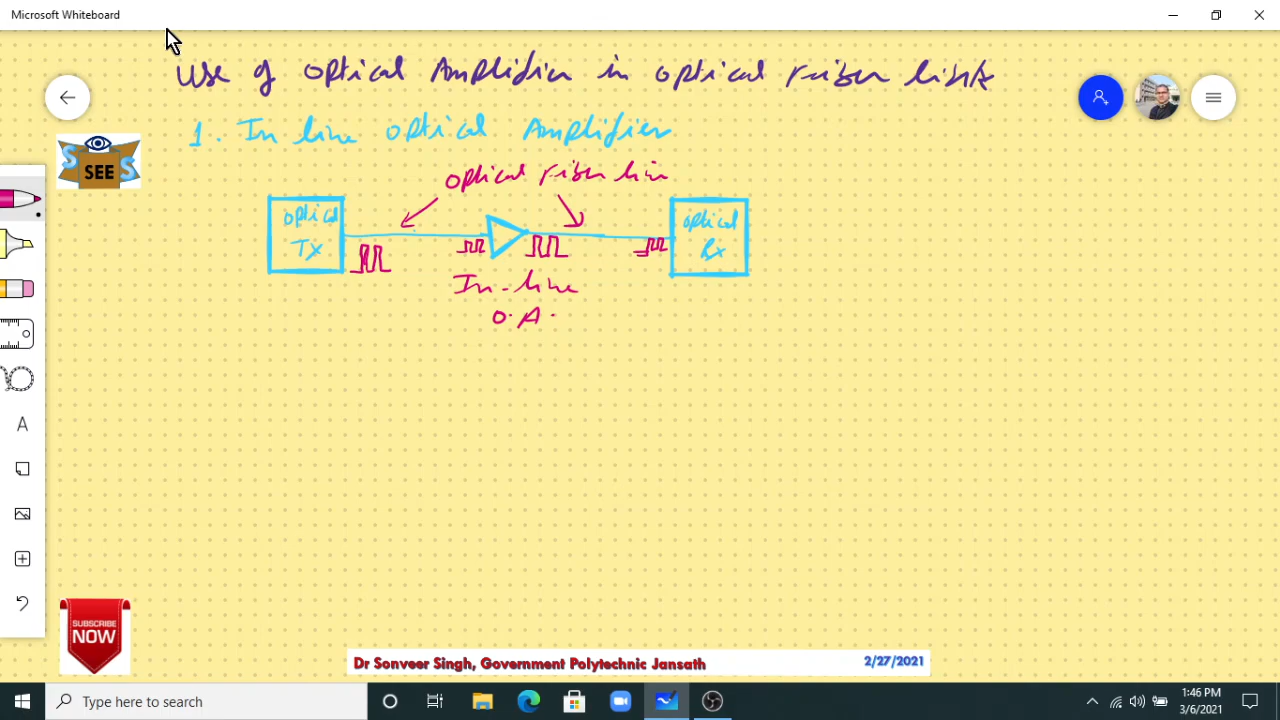 Microsoft Whiteboard
Use of optical Amplifier in optical fiber links
1. In line optical Amplifier
optical fiber line
optical
Tx
optical
Rx
In-line
O.A.
S SEE S
A
SUBSCRIBE
NOW
Dr Sonveer Singh, Government Polytechnic Jansath
2/27/2021
Type here to search
1:46 PM
3/6/2021